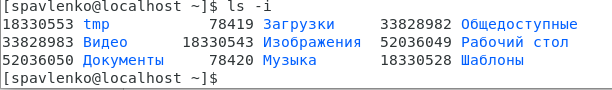 [spavlenko@localhost ~]$ ls -i
18330553 tmp 78419 Загрузки 33828982 Общедоступные
33828983 Видео 18330543 Изображения 52036049 Рабочий стол
52036050 Документы 78420 Музыка 18330528 Шаблоны
[spavlenko@localhost ~]$